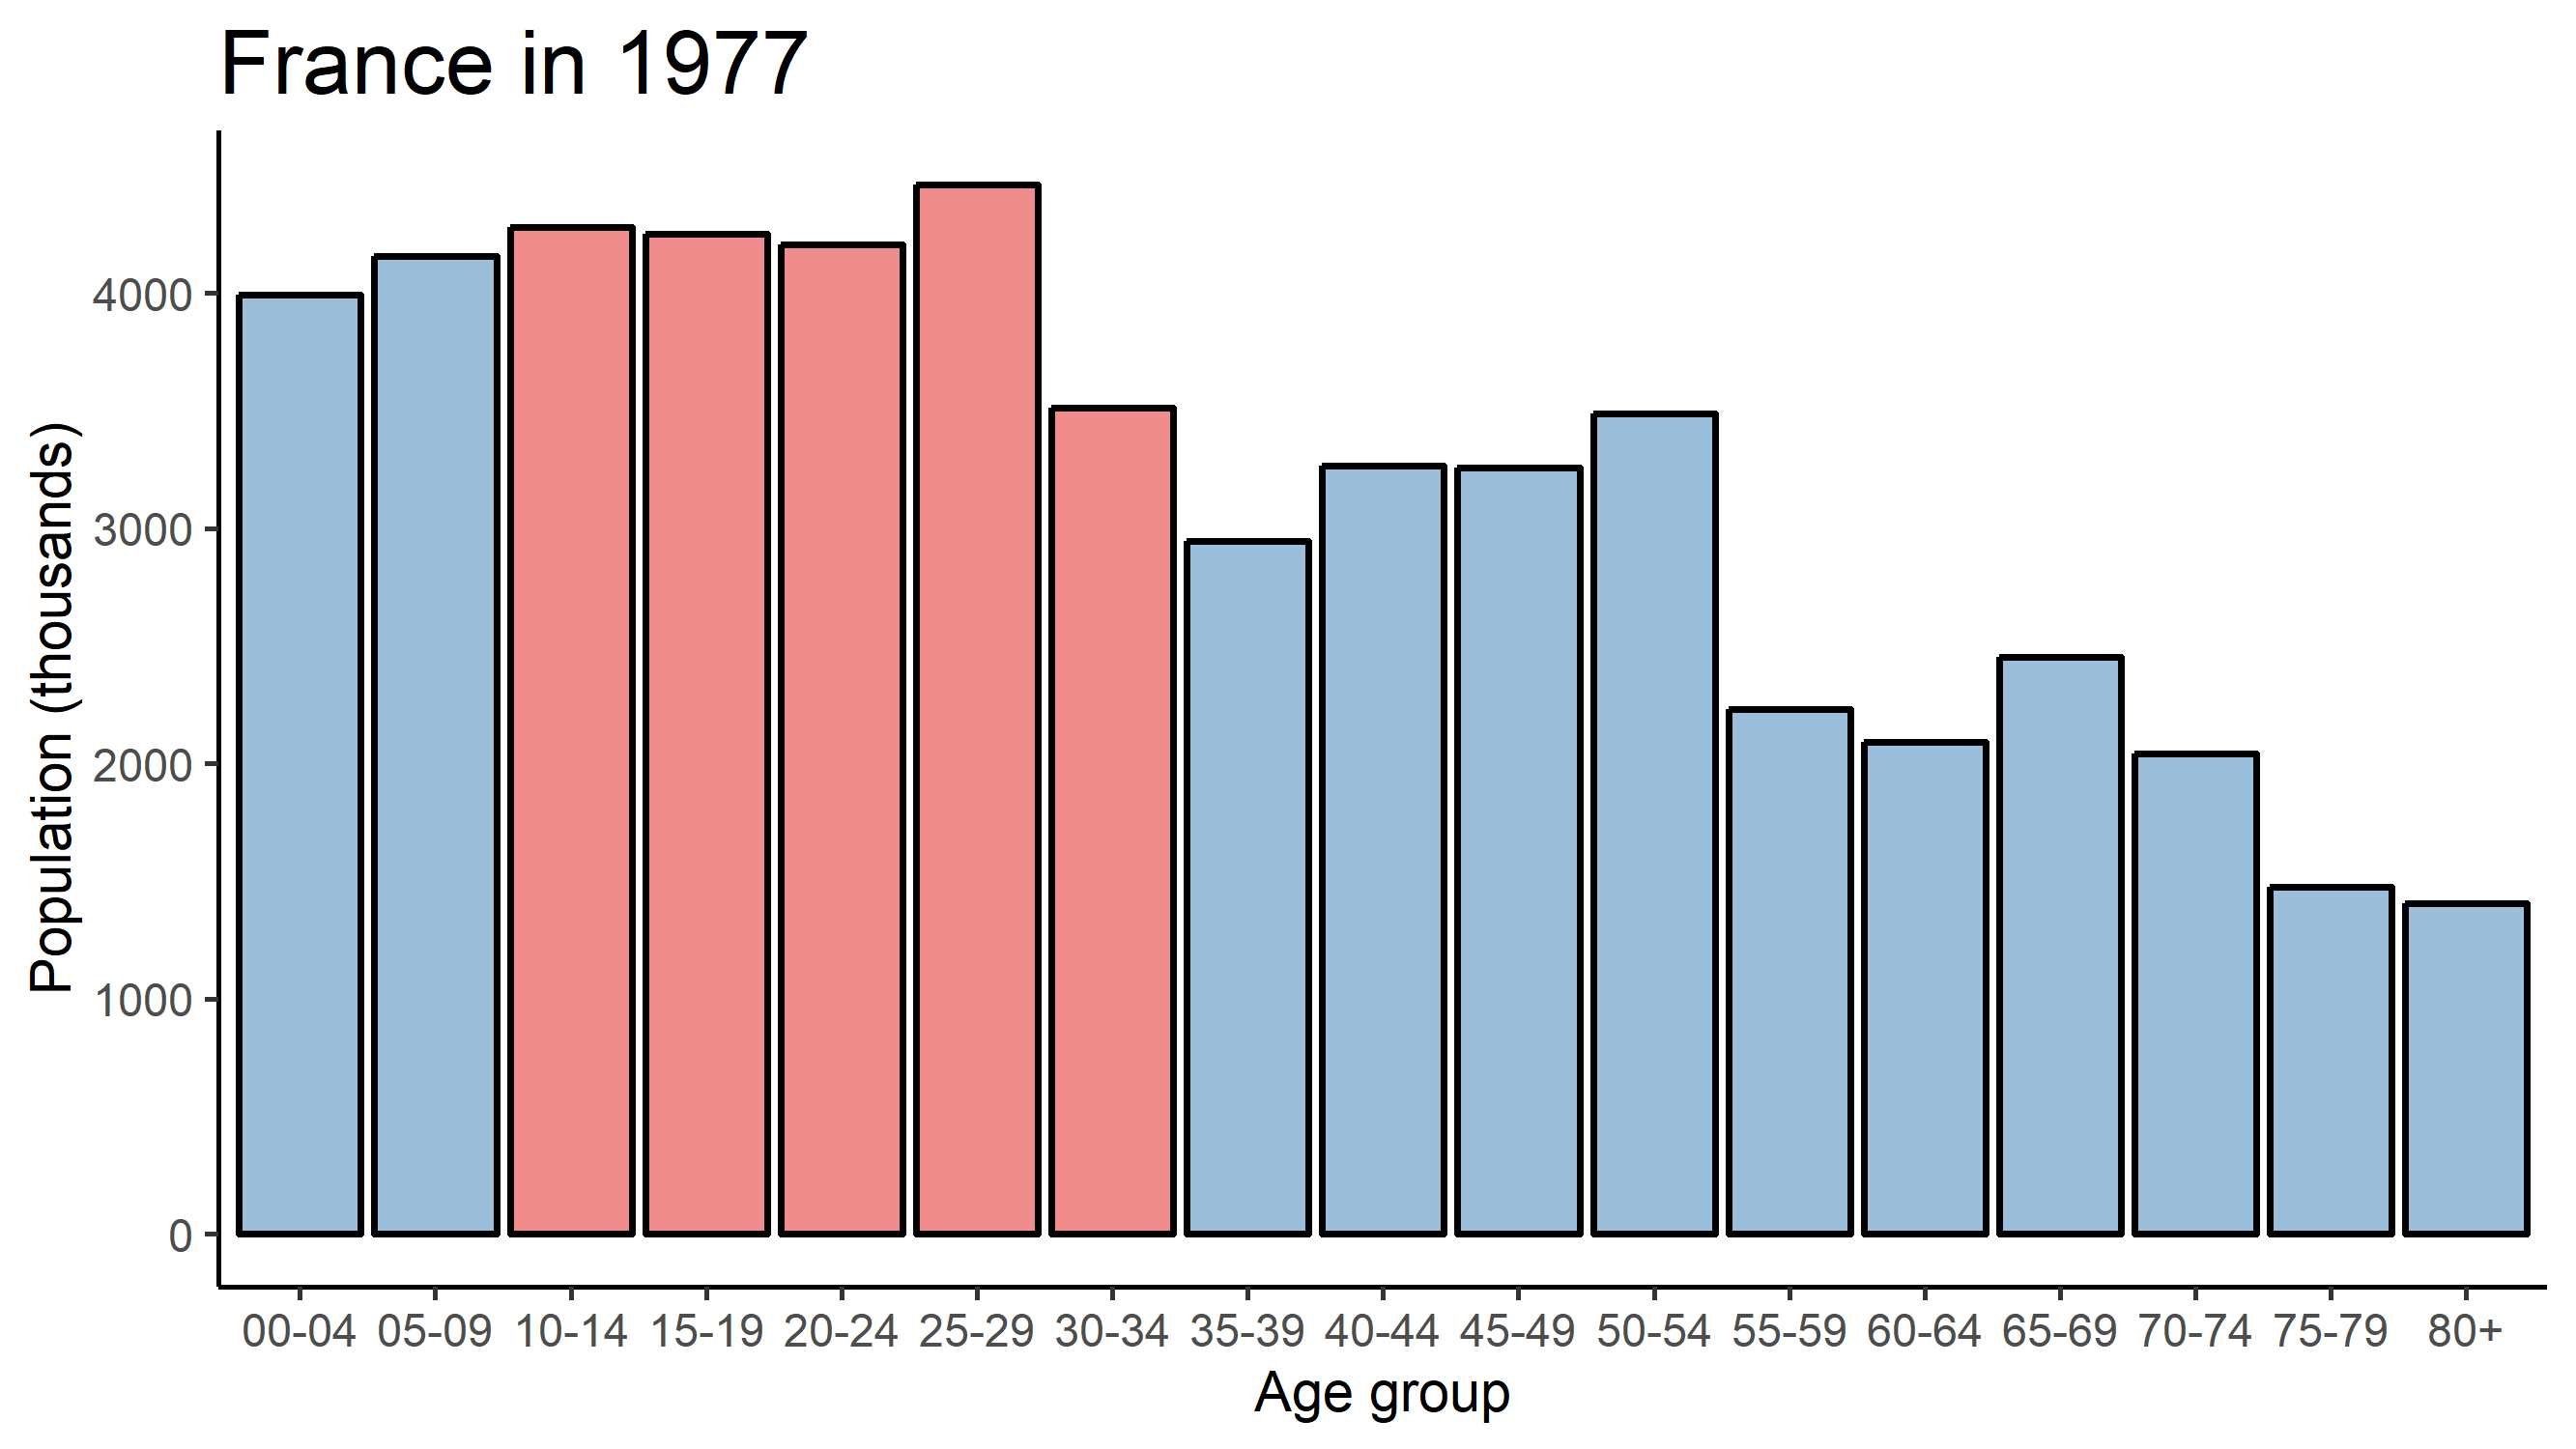 France in 1977
Population (thousands)
4000
3000
2000
1000
0
00-04 05-09 10-14 15-19 20-24 25-29 30-34 35-39 40-44 45-49 50-54 55-59 60-64 65-69 70-74 75-79 80+
Age group